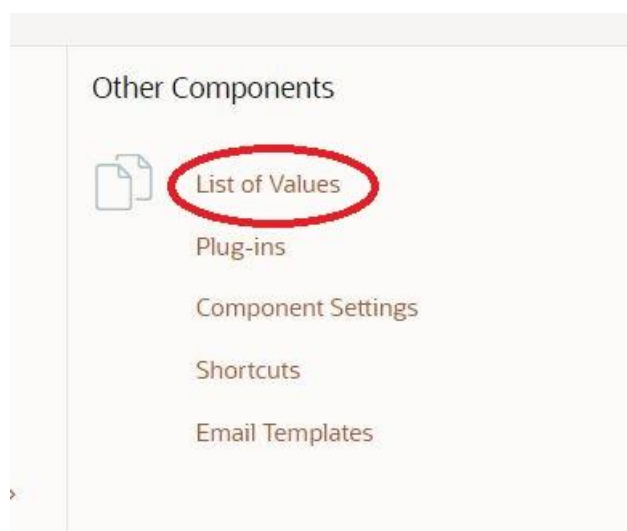 Other Components
List of Values
Plug-ins
Component Settings
Shortcuts
Email Templates